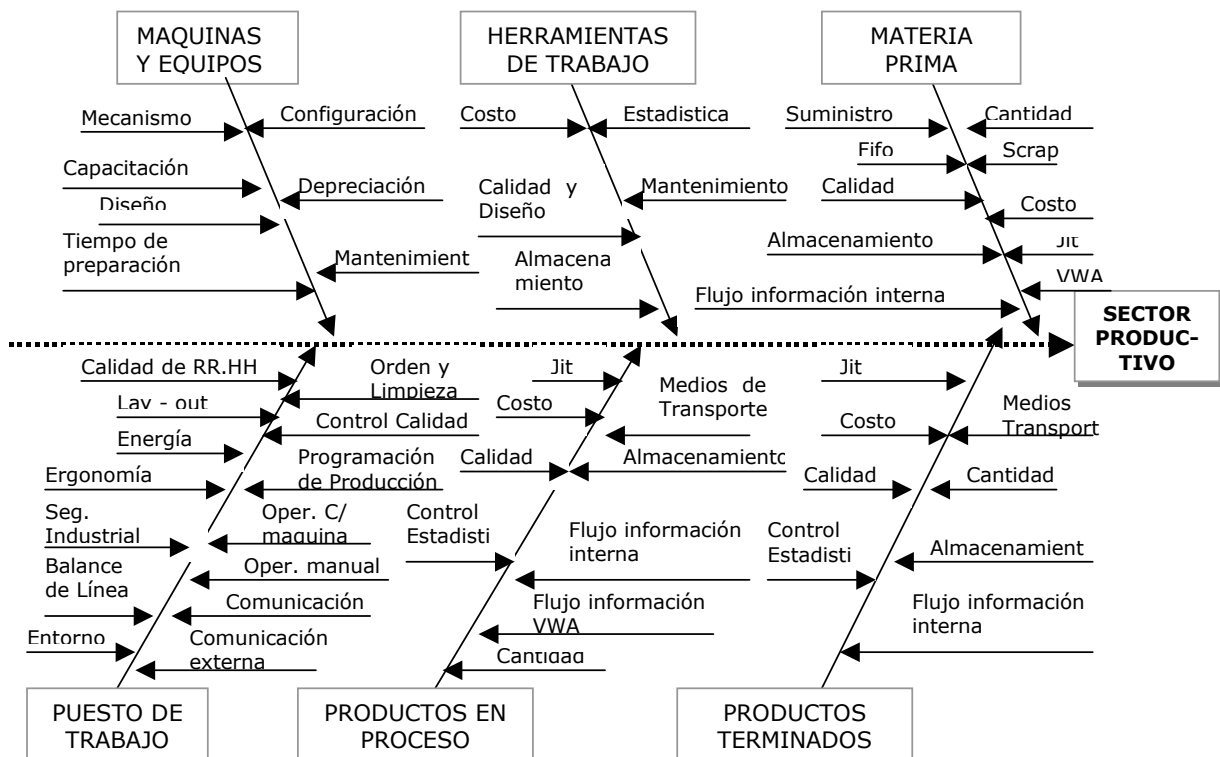 MAQUINAS
Y EQUIPOS
HERRAMIENTAS
DE TRABAJO
MATERIA
PRIMA
Mecanismo
Configuración
Capacitación
Depreciación
Diseño
Tiempo de
preparación
Mantenimient
Costo
Estadistica
Calidad y
Diseño
Mantenimiento
Almacena
miento
Suministro
Cantidad
Fifo
Scrap
Calidad
Costo
Almacenamiento
Jit
VWA
Flujo información interna
SECTOR
PRODUC-
TIVO
Calidad de RR.HH
Orden y
Limpieza
Lay - out
Control Calidad
Energía
Programación
de Producción
Ergonomía
Seg.
Industrial
Oper. C/
maquina
Balance
de Línea
Oper. manual
Comunicación
Entorno
Comunicación
externa
Jit
Medios de
Transporte
Costo
Calidad
Almacenamiento
Control
Estadisti
Flujo información
interna
Flujo información
VWA
Cantidad
Jit
Medios
Transport
Costo
Calidad
Cantidad
Control
Estadisti
Almacenamient
Flujo información
interna
PUESTO DE
TRABAJO
PRODUCTOS EN
PROCESO
PRODUCTOS
TERMINADOS